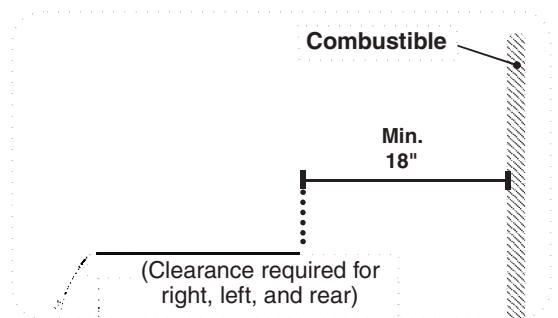 Combustible
Min.
18"
(Clearance required for
right, left, and rear)